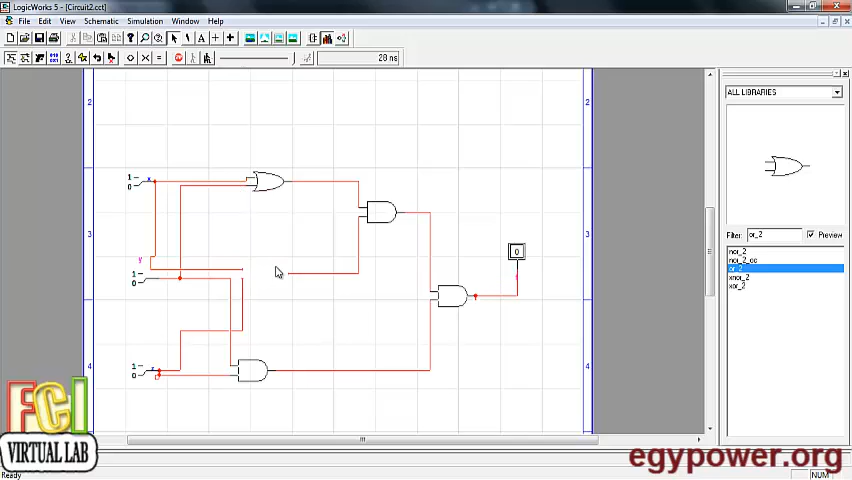 LogicWorks 5 - [Circuit2.cct]
File Edit View Schematic Simulation Window Help
28 ns
2
2
ALL LIBRARIES
Filter: or_2
Preview
nor_2
nor_2_oc
or_2
xnor_2
xor_2
1
0
x
3
3
y
1
0
0
4
4
1
0
z
FCI
VIRTUAL LAB
egypower.org
Ready
NUM